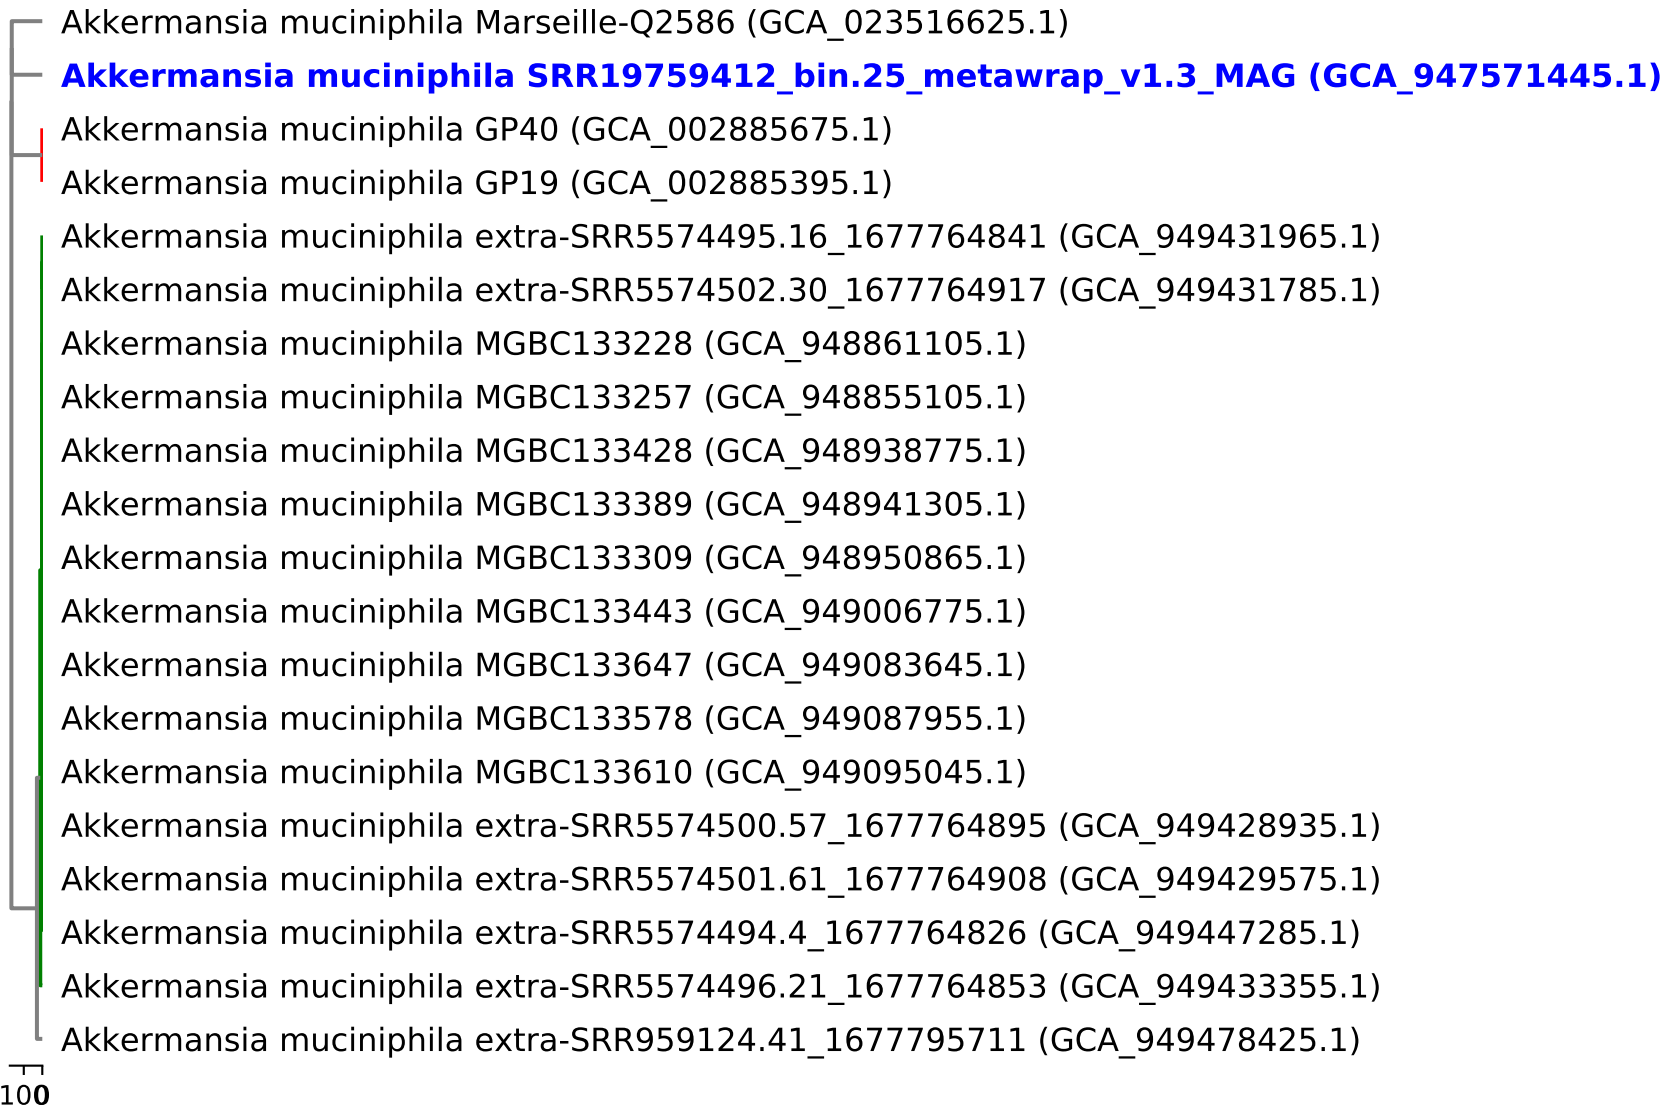 Akkermansia muciniphila Marseille-Q2586 (GCA_023516625.1)
Akkermansia muciniphila SRR19759412_bin.25_metawrap_v1.3_MAG (GCA_947571445.1)
Akkermansia muciniphila GP40 (GCA_002885675.1)
Akkermansia muciniphila GP19 (GCA_002885395.1)
Akkermansia muciniphila extra-SRR5574495.16_1677764841 (GCA_949431965.1)
Akkermansia muciniphila extra-SRR5574502.30_1677764917 (GCA_949431785.1)
Akkermansia muciniphila MGBC133228 (GCA_948861105.1)
Akkermansia muciniphila MGBC133257 (GCA_948855105.1)
Akkermansia muciniphila MGBC133428 (GCA_948938775.1)
Akkermansia muciniphila MGBC133389 (GCA_948941305.1)
Akkermansia muciniphila MGBC133309 (GCA_948950865.1)
Akkermansia muciniphila MGBC133443 (GCA_949006775.1)
Akkermansia muciniphila MGBC133647 (GCA_949083645.1)
Akkermansia muciniphila MGBC133578 (GCA_949087955.1)
Akkermansia muciniphila MGBC133610 (GCA_949095045.1)
Akkermansia muciniphila extra-SRR5574500.57_1677764895 (GCA_949428935.1)
Akkermansia muciniphila extra-SRR5574501.61_1677764908 (GCA_949429575.1)
Akkermansia muciniphila extra-SRR5574494.4_1677764826 (GCA_949447285.1)
Akkermansia muciniphila extra-SRR5574496.21_1677764853 (GCA_949433355.1)
Akkermansia muciniphila extra-SRR959124.41_1677795711 (GCA_949478425.1)
100